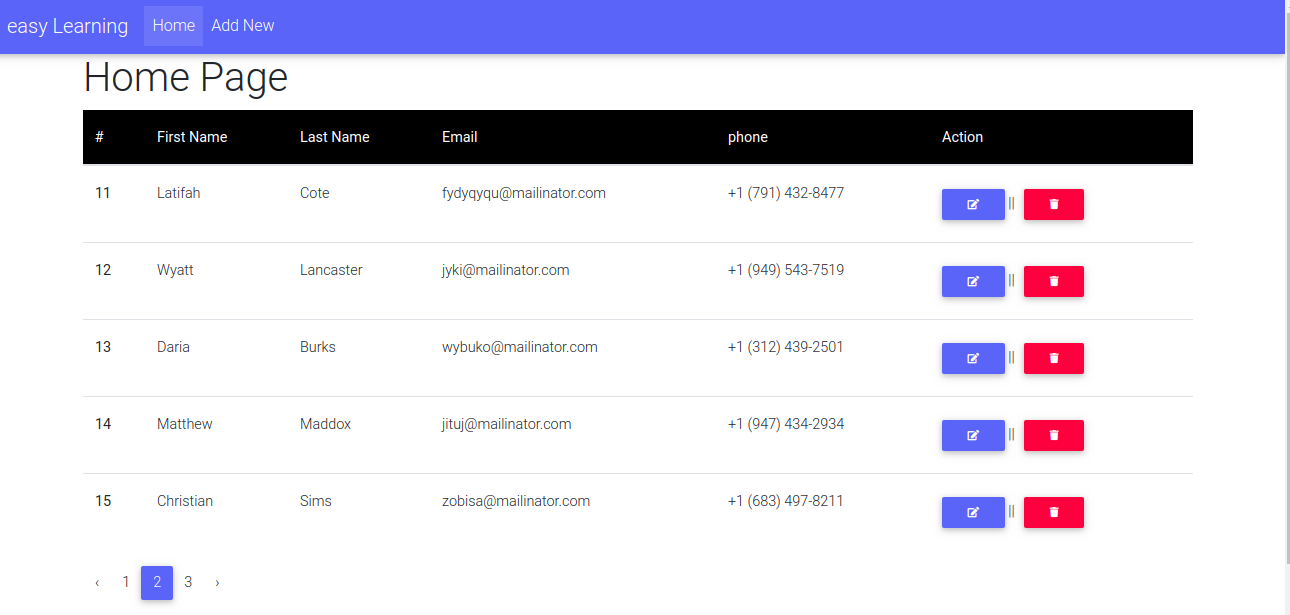 easy Learning Home Add New
Home Page
# First Name Last Name Email phone Action
11 Latifah Cote fydyqyqu@mailinator.com +1 (791) 432-8477 ||
12 Wyatt Lancaster jyki@mailinator.com +1 (949) 543-7519 ||
13 Daria Burks wybuko@mailinator.com +1 (312) 439-2501 ||
14 Matthew Maddox jituj@mailinator.com +1 (947) 434-2934 ||
15 Christian Sims zobisa@mailinator.com +1 (683) 497-8211 ||
‹ 1 2 3 ›